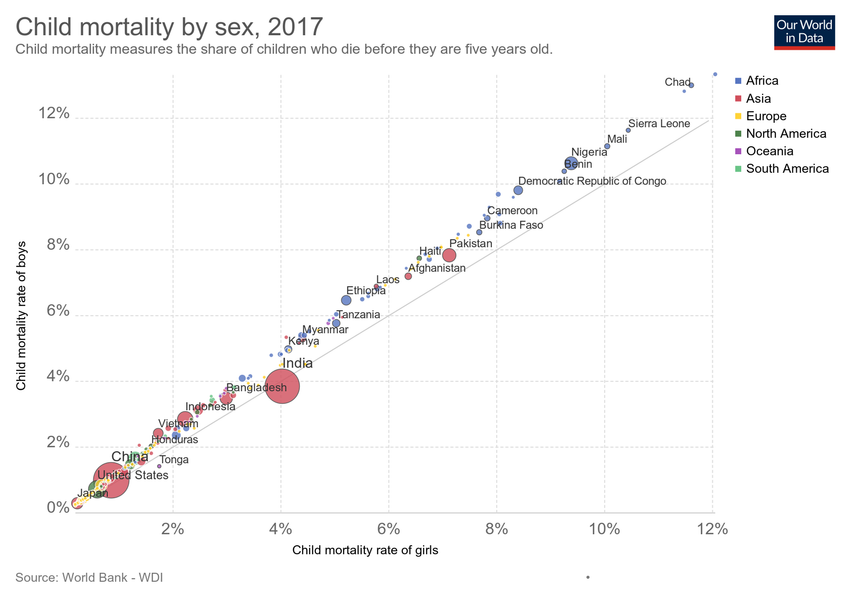 Child mortality by sex, 2017
Child mortality measures the share of children who die before they are five years old.
Our World
in Data
Africa
Asia
Europe
North America
Oceania
South America
Child mortality rate of boys
12%
10%
8%
6%
4%
2%
0%
Chad
Sierra Leone
Mali
Nigeria
Benin
Democratic Republic of Congo
Cameroon
Burkina Faso
Pakistan
Haiti
Afghanistan
Laos
Ethiopia
Tanzania
Myanmar
Kenya
India
Bangladesh
Indonesia
Vietnam
Honduras
China
Tonga
United States
Japan
2%
4%
6%
8%
10%
12%
Child mortality rate of girls
Source: World Bank - WDI